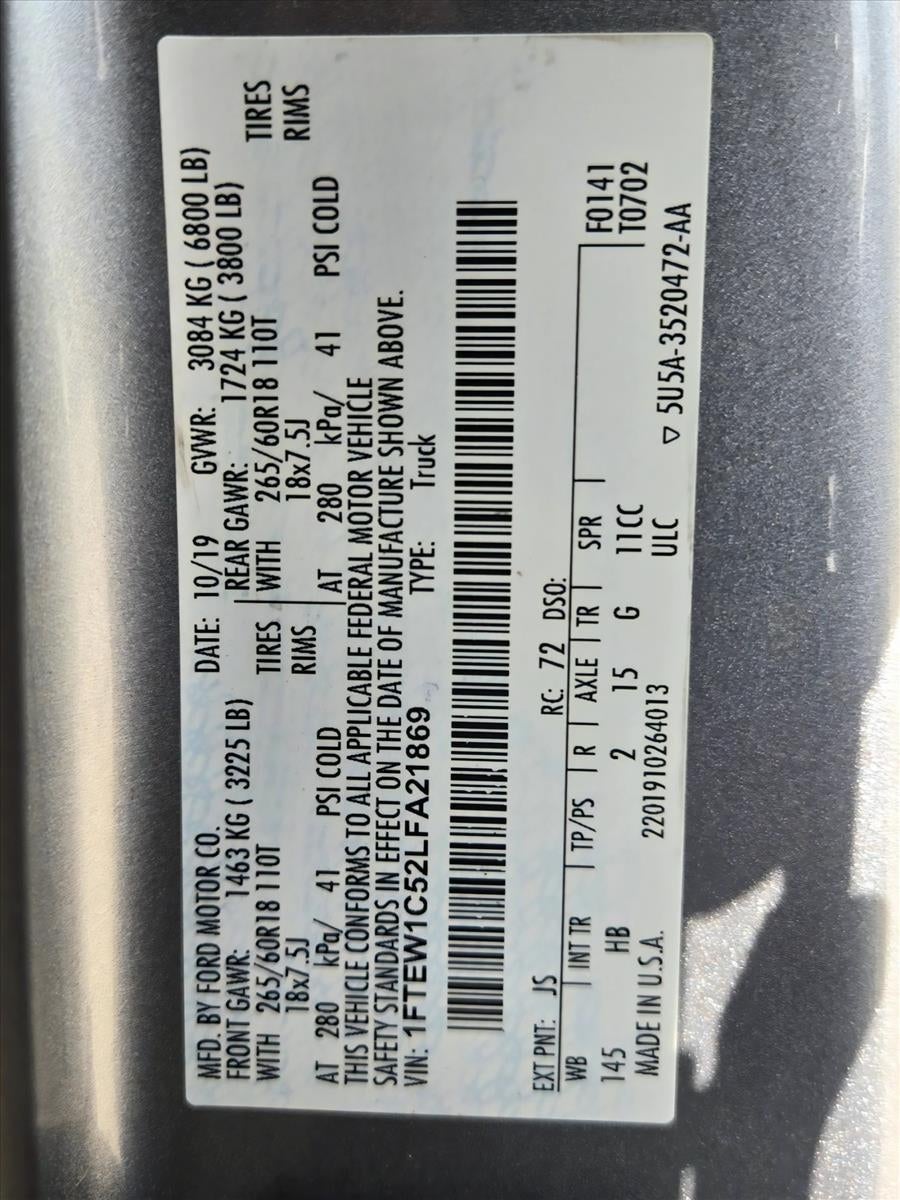 MFD. BY FORD MOTOR CO. DATE: 10/19 GVWR: 3084 KG ( 6800 LB)
FRONT GAWR: 1463 KG ( 3225 LB) REAR GAWR: 1724 KG ( 3800 LB)
WITH 265/60R18 110T TIRES WITH 265/60R18 110T TIRES
18x7.5J RIMS 18x7.5J RIMS
AT 280 kPa/ 41 PSI COLD AT 280 kPa/ 41 PSI COLD
THIS VEHICLE CONFORMS TO ALL APPLICABLE FEDERAL MOTOR VEHICLE
SAFETY STANDARDS IN EFFECT ON THE DATE OF MANUFACTURE SHOWN ABOVE.
VIN: 1FTEW1C52LFA21869 TYPE: Truck
EXT PNT: JS RC: 72 DSO:
WB INT TR TP/PS R AXLE TR SPR
145 HB 2 15 G 11CC F0141
ULC T0702
MADE IN U.S.A. 220191026​4013 ▽ 5U5A-3520472-AA